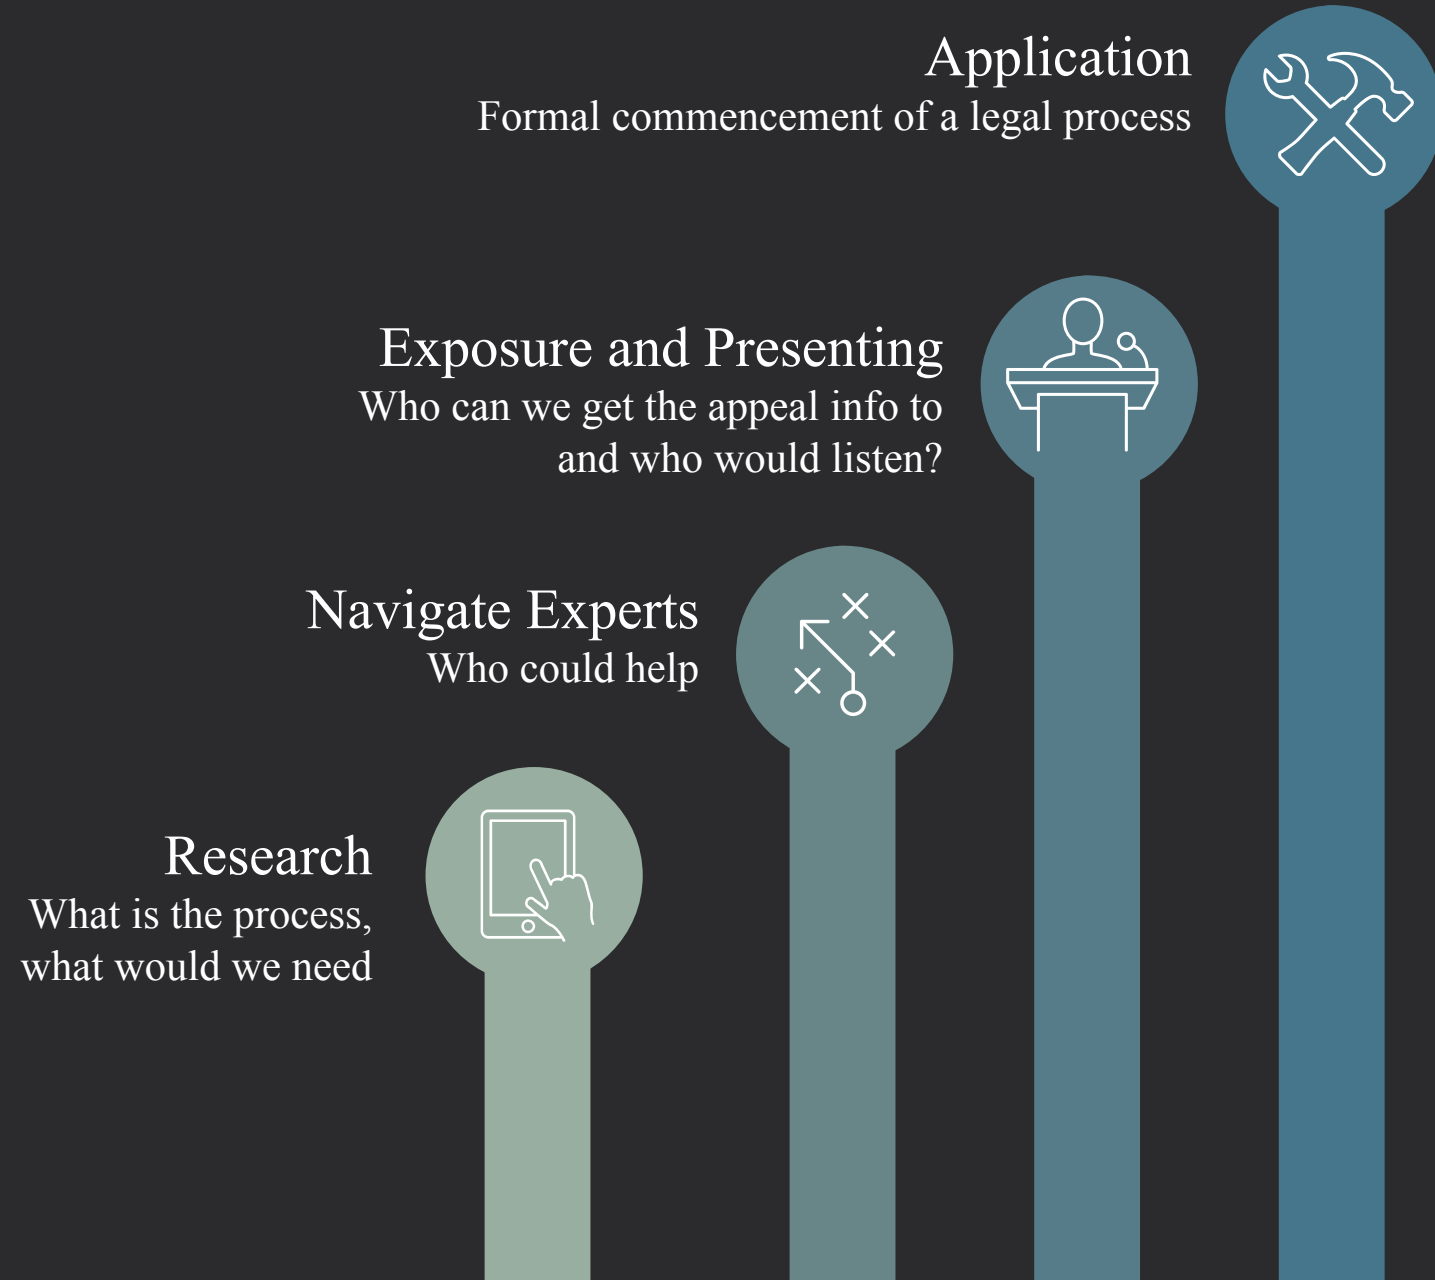 Application
Formal commencement of a legal process
Exposure and Presenting
Who can we get the appeal info to
and who would listen?
Navigate Experts
Who could help
Research
What is the process,
what would we need